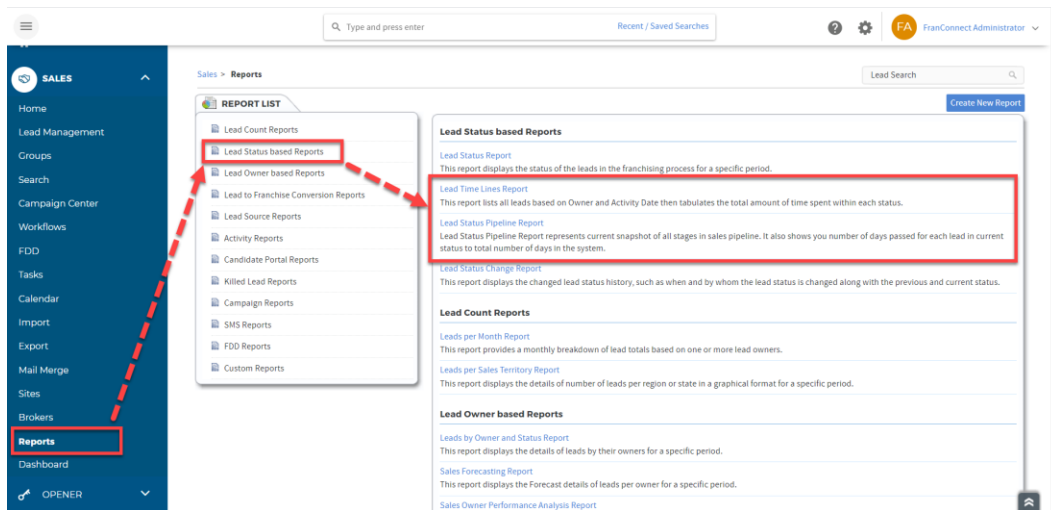 Type and press enter
Recent / Saved Searches
?
FA
FranConnect Administrator
SALES
Home
Lead Management
Groups
Search
Campaign Center
Workflows
FDD
Tasks
Calendar
Import
Export
Mail Merge
Sites
Brokers
Reports
Dashboard
OPENER
Sales > Reports
Lead Search
REPORT LIST
Create New Report
Lead Count Reports
Lead Status based Reports
Lead Owner based Reports
Lead to Franchise Conversion Reports
Lead Source Reports
Activity Reports
Candidate Portal Reports
Killed Lead Reports
Campaign Reports
SMS Reports
FDD Reports
Custom Reports
Lead Status based Reports
Lead Status Report
This report displays the status of the leads in the franchising process for a specific period.
Lead Time Lines Report
This report lists all leads based on Owner and Activity Date then tabulates the total amount of time spent within each status.
Lead Status Pipeline Report
Lead Status Pipeline Report represents current snapshot of all stages in sales pipeline. It also shows you number of days passed for each lead in current
status to total number of days in the system.
Lead Status Change Report
This report displays the changed lead status history, such as when and by whom the lead status is changed along with the previous and current status.
Lead Count Reports
Leads per Month Report
This report provides a monthly breakdown of lead totals based on one or more lead owners.
Leads per Sales Territory Report
This report displays the details of number of leads per region or state in a graphical format for a specific period.
Lead Owner based Reports
Leads by Owner and Status Report
This report displays the details of leads by their owners for a specific period.
Sales Forecasting Report
This report displays the Forecast details of leads per owner for a specific period.
Sales Owner Performance Analysis Report